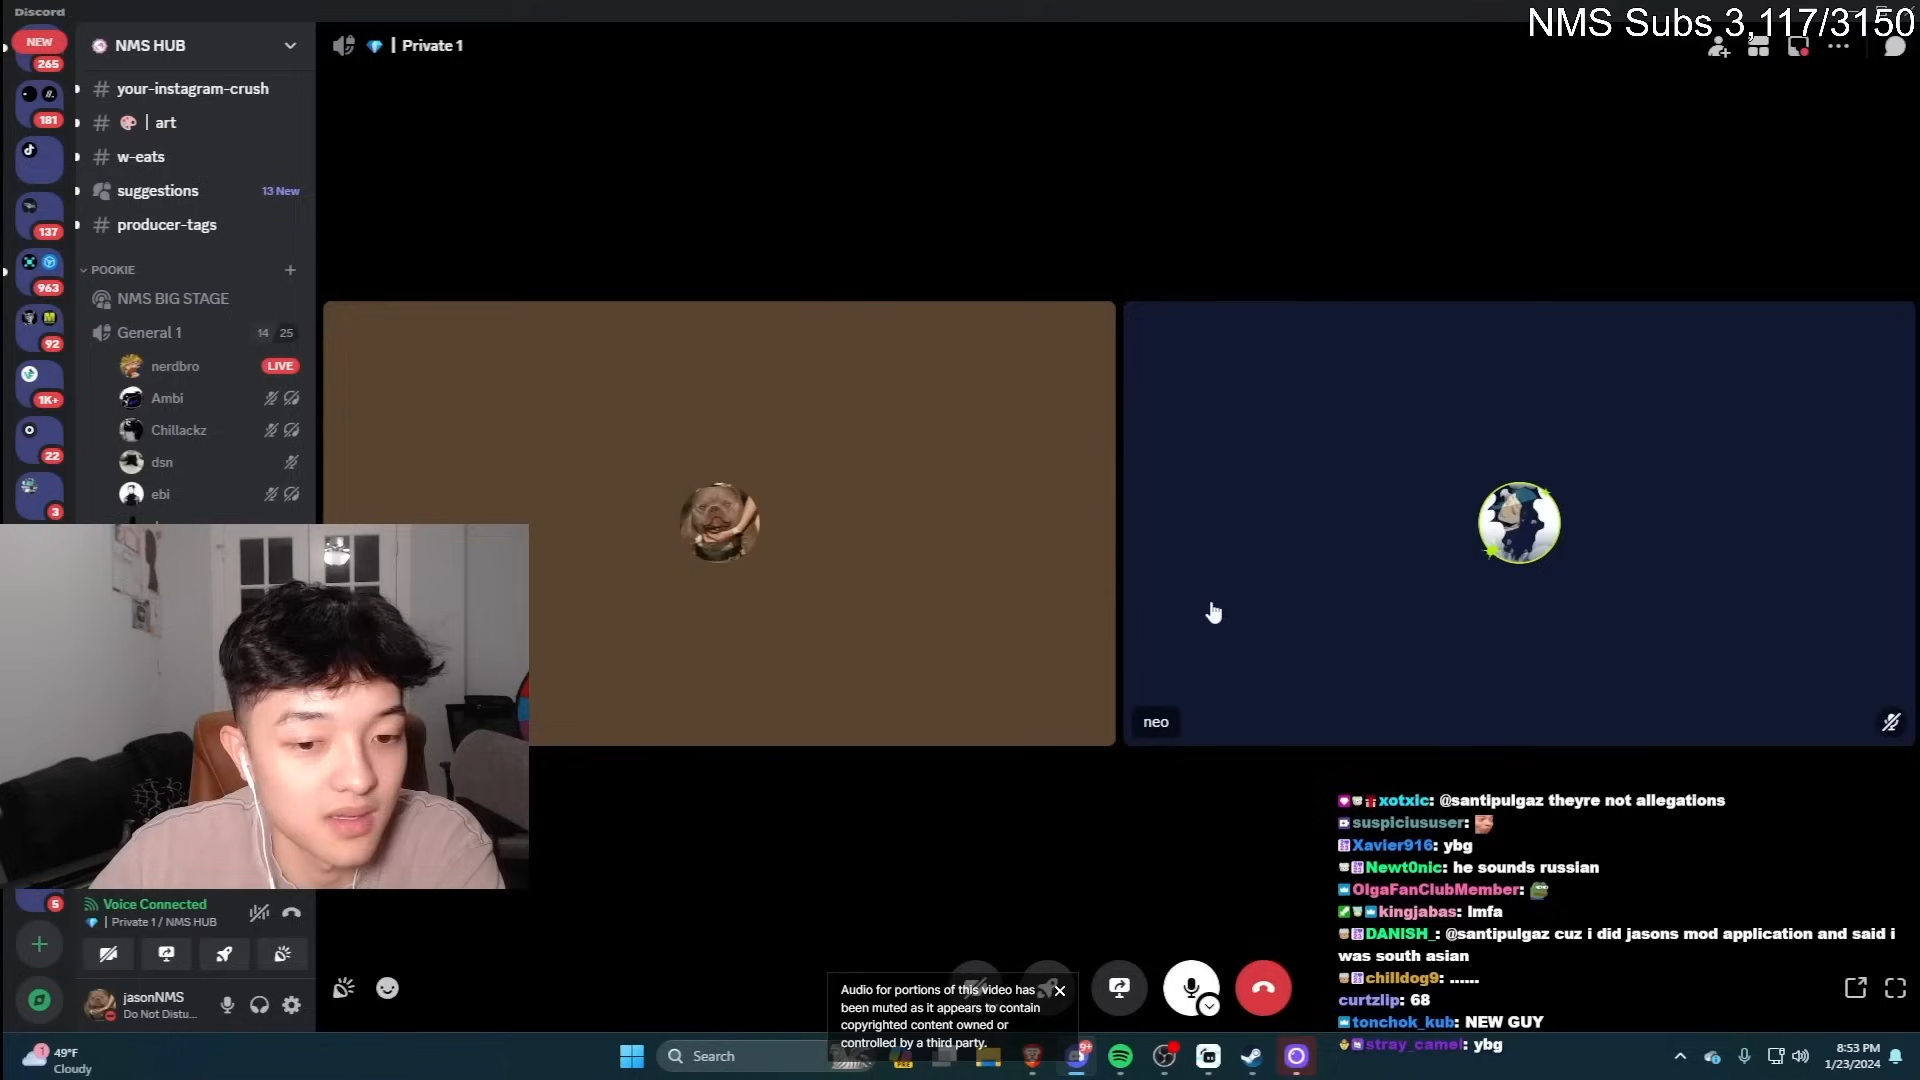 Discord
NMS Subs 3,117/3150
NEW
265
181
137
963
92
1K+
22
3
5
NMS HUB
your-instagram-crush
| art
w-eats
suggestions
13 New
producer-tags
POOKIE
NMS BIG STAGE
General 1
14 25
nerdbro
LIVE
Ambi
Chillackz
dsn
ebi
| Private 1
neo
Voice Connected
| Private 1 / NMS HUB
jasonNMS
Do Not Distu...
xotxic: @santipulgaz theyre not allegations
suspiciususer:
Xavier916: ybg
Newt0nic: he sounds russian
OlgaFanClubMember:
kingjabas: lmfa
DANISH_: @santipulgaz cuz i did jasons mod application and said i
was south asian
chilldog9: ......
curtzlip: 68
tonchok_kub: NEW GUY
stray_camel: ybg
Audio for portions of this video has
been muted as it appears to contain
copyrighted content owned or
controlled by a third party.
1
49°F
Cloudy
Search
PRE
9+
8:53 PM
1/23/2024